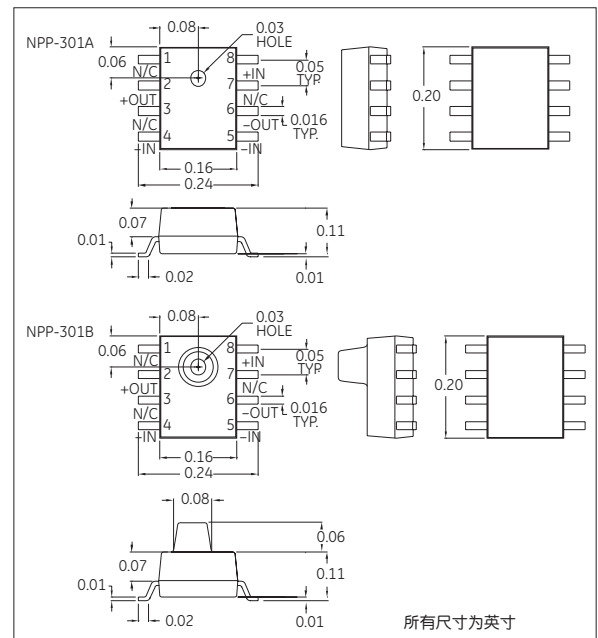 NPP-301A
0.08
0.03
HOLE
0.06
1
8
N/C
+IN
0.05
TYP.
2
7
+OUT
N/C
3
6
N/C
-OUT
0.016
TYP.
4
5
-IN
-IN
0.16
0.24
0.20
0.07
0.11
0.01
0.02
0.01
NPP-301B
0.08
0.03
HOLE
0.06
1
8
N/C
+IN
0.05
TYP
2
7
+OUT
N/C
3
6
N/C
-OUT
0.016
TYP.
4
5
-IN
-IN
0.16
0.24
0.20
0.08
0.06
0.07
0.11
0.01
0.02
0.01
所有尺寸为英寸